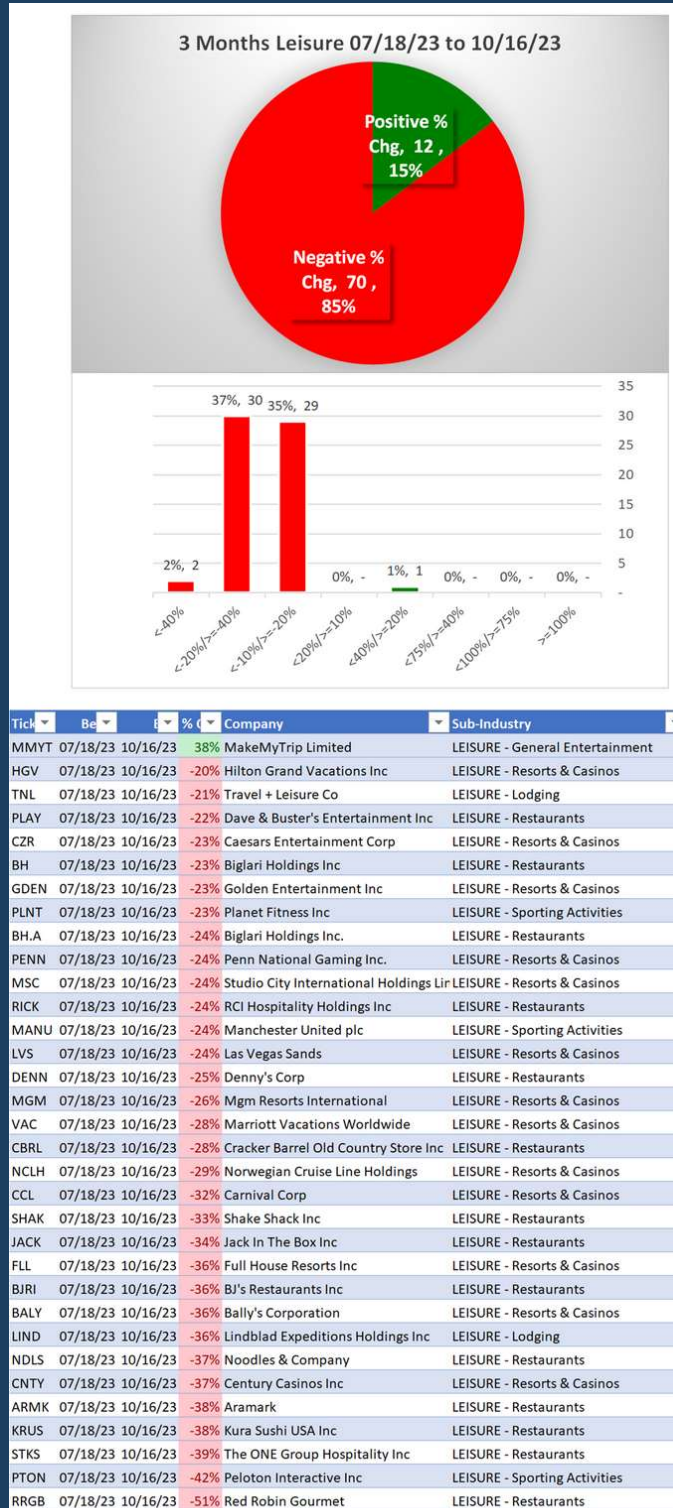 3 Months Leisure 07/18/23 to 10/16/23
Positive %
Chg, 12 ,
15%
Negative %
Chg, 70 ,
85%
35
30
25
20
15
10
5
-
2%, 2
37%, 30
35%, 29
0%, -
1%, 1
0%, -
0%, -
0%, -
<-40%
<-20%/>=-40%
<-10%/>=-20%
<20%/>=10%
<40%/>=20%
<75%/>=40%
<100%/>=75%
>=100%
Tick Be E % C Company Sub-Industry
MMYT 07/18/23 10/16/23 38% MakeMyTrip Limited LEISURE - General Entertainment
HGV 07/18/23 10/16/23 -20% Hilton Grand Vacations Inc LEISURE - Resorts & Casinos
TNL 07/18/23 10/16/23 -21% Travel + Leisure Co LEISURE - Lodging
PLAY 07/18/23 10/16/23 -22% Dave & Buster's Entertainment Inc LEISURE - Restaurants
CZR 07/18/23 10/16/23 -23% Caesars Entertainment Corp LEISURE - Resorts & Casinos
BH 07/18/23 10/16/23 -23% Biglari Holdings Inc LEISURE - Restaurants
GDEN 07/18/23 10/16/23 -23% Golden Entertainment Inc LEISURE - Resorts & Casinos
PLNT 07/18/23 10/16/23 -23% Planet Fitness Inc LEISURE - Sporting Activities
BH.A 07/18/23 10/16/23 -24% Biglari Holdings Inc. LEISURE - Restaurants
PENN 07/18/23 10/16/23 -24% Penn National Gaming Inc. LEISURE - Resorts & Casinos
MSC 07/18/23 10/16/23 -24% Studio City International Holdings Lir LEISURE - Resorts & Casinos
RICK 07/18/23 10/16/23 -24% RCI Hospitality Holdings Inc LEISURE - Restaurants
MANU 07/18/23 10/16/23 -24% Manchester United plc LEISURE - Sporting Activities
LVS 07/18/23 10/16/23 -24% Las Vegas Sands LEISURE - Resorts & Casinos
DENN 07/18/23 10/16/23 -25% Denny's Corp LEISURE - Restaurants
MGM 07/18/23 10/16/23 -26% Mgm Resorts International LEISURE - Resorts & Casinos
VAC 07/18/23 10/16/23 -28% Marriott Vacations Worldwide LEISURE - Resorts & Casinos
CBRL 07/18/23 10/16/23 -28% Cracker Barrel Old Country Store Inc LEISURE - Restaurants
NCLH 07/18/23 10/16/23 -29% Norwegian Cruise Line Holdings LEISURE - Resorts & Casinos
CCL 07/18/23 10/16/23 -32% Carnival Corp LEISURE - Resorts & Casinos
SHAK 07/18/23 10/16/23 -33% Shake Shack Inc LEISURE - Restaurants
JACK 07/18/23 10/16/23 -34% Jack In The Box Inc LEISURE - Restaurants
FLL 07/18/23 10/16/23 -36% Full House Resorts Inc LEISURE - Resorts & Casinos
BJRI 07/18/23 10/16/23 -36% BJ's Restaurants Inc LEISURE - Restaurants
BALY 07/18/23 10/16/23 -36% Bally's Corporation LEISURE - Resorts & Casinos
LIND 07/18/23 10/16/23 -36% Lindblad Expeditions Holdings Inc LEISURE - Lodging
NDLS 07/18/23 10/16/23 -37% Noodles & Company LEISURE - Restaurants
CNTY 07/18/23 10/16/23 -37% Century Casinos Inc LEISURE - Resorts & Casinos
ARMK 07/18/23 10/16/23 -38% Aramark LEISURE - Restaurants
KRUS 07/18/23 10/16/23 -38% Kura Sushi USA Inc LEISURE - Restaurants
STKS 07/18/23 10/16/23 -39% The ONE Group Hospitality Inc LEISURE - Restaurants
PTON 07/18/23 10/16/23 -42% Peloton Interactive Inc LEISURE - Sporting Activities
RRGB 07/18/23 10/16/23 -51% Red Robin Gourmet LEISURE - Restaurants